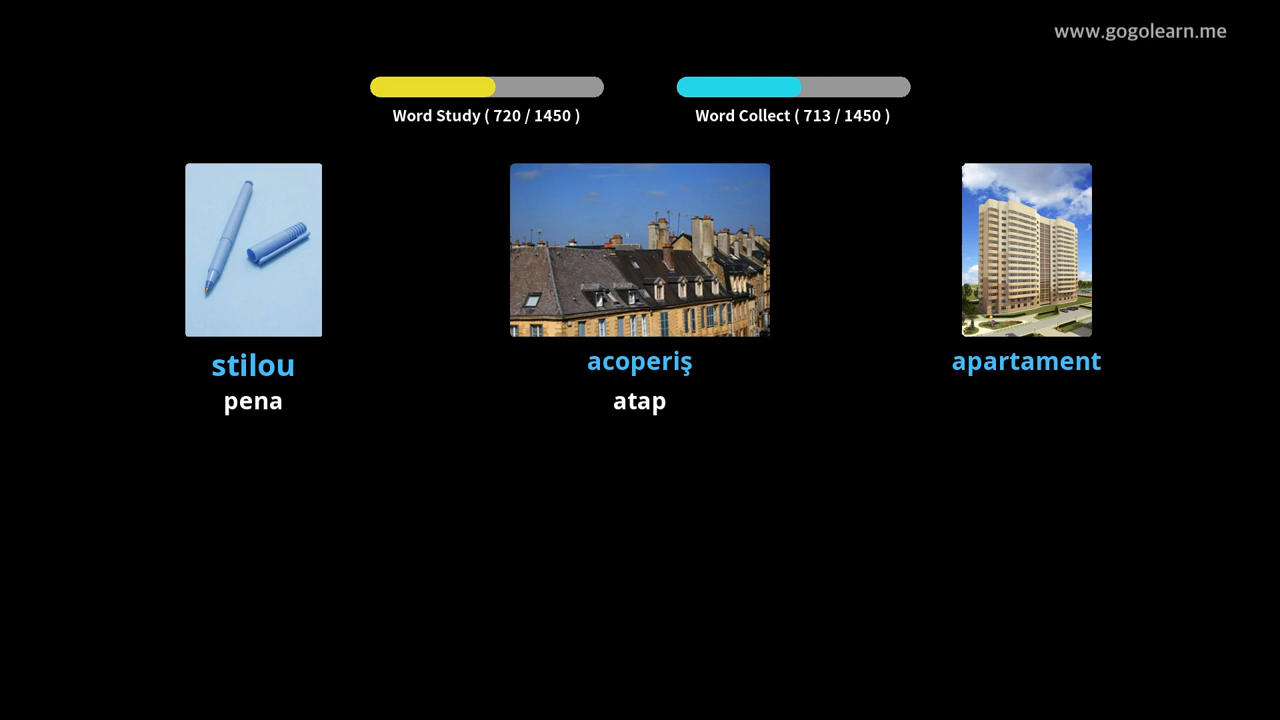 www.gogolearn.me
Word Study ( 720 / 1450 )
Word Collect ( 713 / 1450 )
stilou
pena
acoperiş
atap
apartament